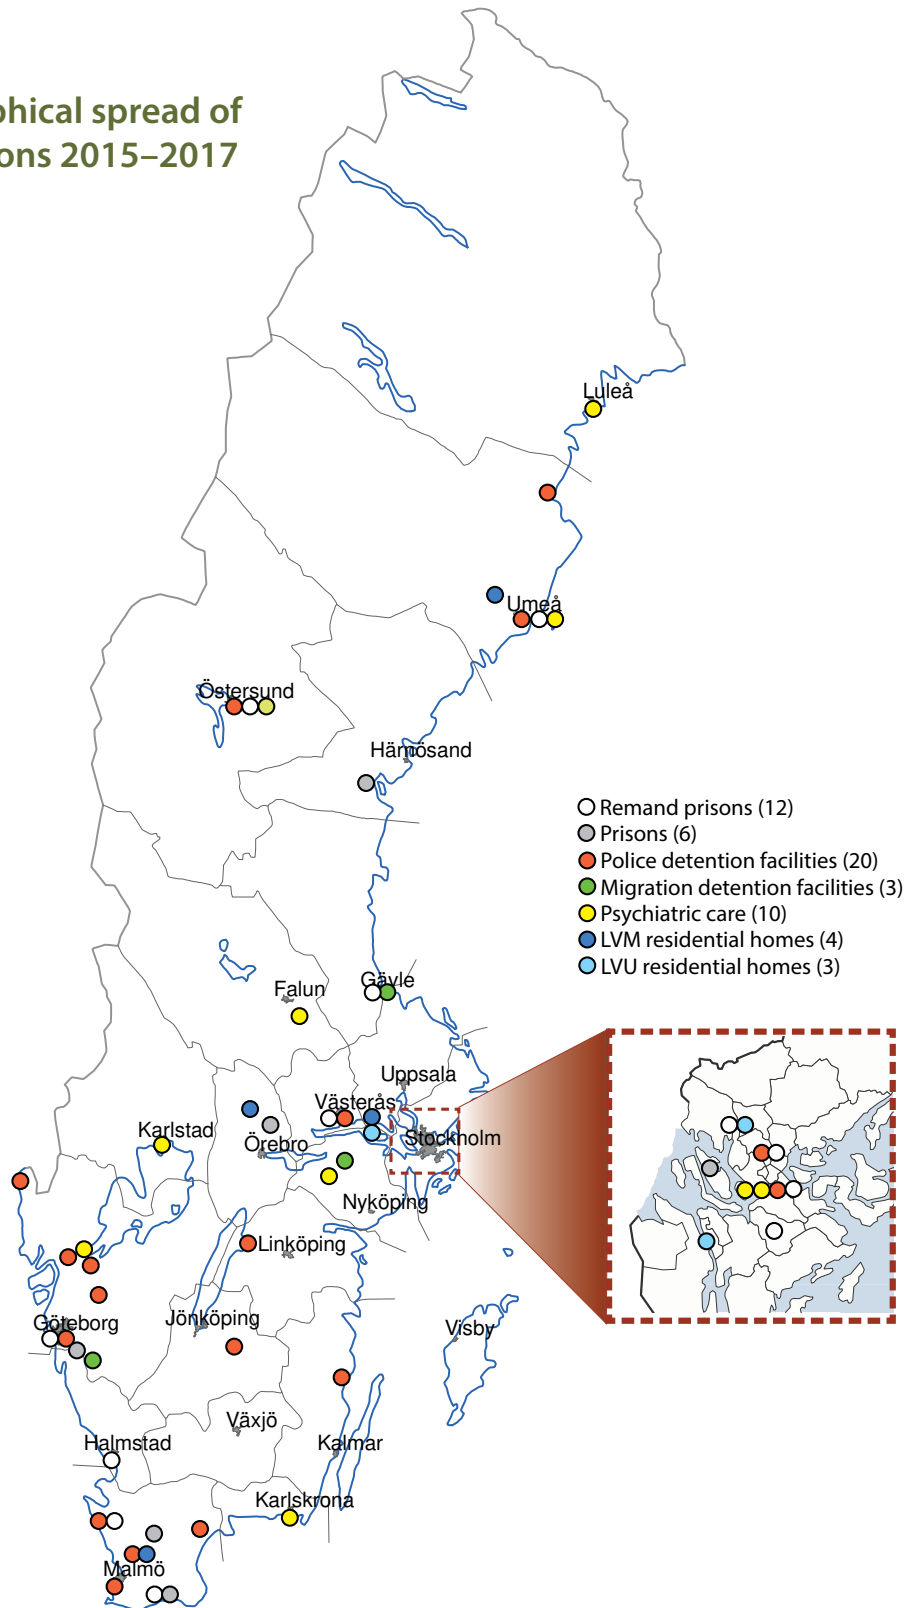 phical spread of
ons 2015–2017
Luleå
Umeå
Östersund
Härnösand
Remand prisons (12)
Prisons (6)
Police detention facilities (20)
Migration detention facilities (3)
Psychiatric care (10)
LVM residential homes (4)
LVU residential homes (3)
Gävle
Falun
Uppsala
Västerås
Karlstad
Örebro
Stockholm
Nyköping
Linköping
Göteborg
Jönköping
Visby
Växjö
Halmstad
Kalmar
Karlskrona
Malmö